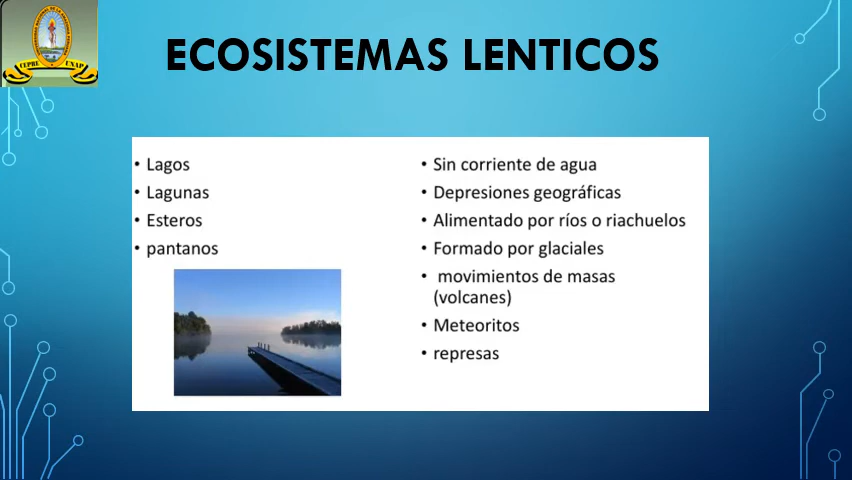 CEPRE UNAP
ECOSISTEMAS LENTICOS
• Lagos
• Lagunas
• Esteros
• pantanos
• Sin corriente de agua
• Depresiones geográficas
• Alimentado por ríos o riachuelos
• Formado por glaciales
• movimientos de masas
(volcanes)
• Meteoritos
• represas